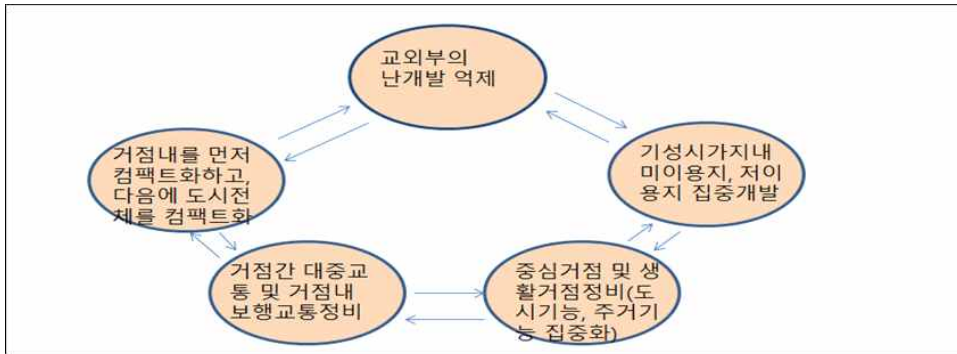 교외부의
난개발 억제
거점내를 먼저
컴팩트화하고,
다음에 도시전
체를 컴팩트화
기성시가지내
미이용지, 저이
용지 집중개발
거점간 대중교
통 및 거점내
보행교통정비
중심거점 및 생
활거점정비(도
시기능, 주거기
능 집중화)